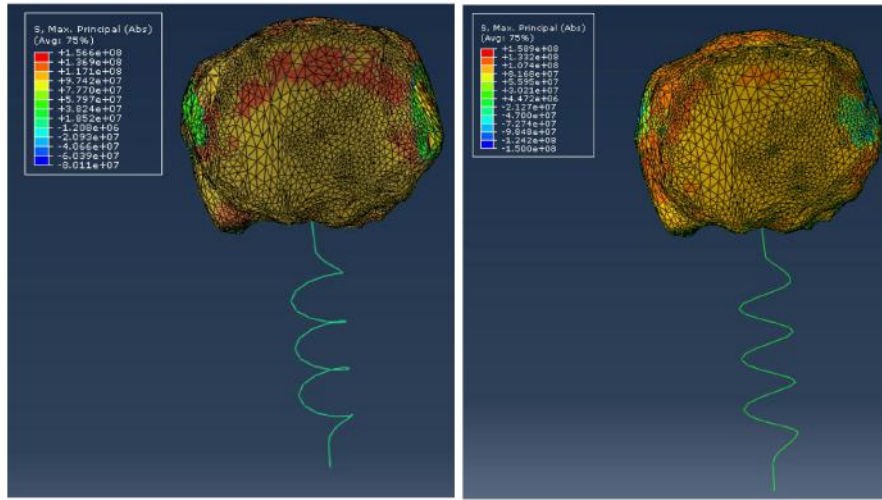 S, Max. Principal (Abs)
(Avg: 75%)
+1.566e+08
+1.369e+08
+1.171e+08
+9.742e+07
+7.770e+07
+5.797e+07
+3.824e+07
+1.852e+07
-1.208e+06
-2.093e+07
-4.066e+07
-6.039e+07
-8.011e+07
S, Max. Principal (Abs)
(Avg: 75%)
+1.589e+08
+1.332e+08
+1.074e+08
+8.168e+07
+5.595e+07
+3.021e+07
+4.472e+06
-2.127e+07
-4.700e+07
-7.274e+07
-9.848e+07
-1.242e+08
-1.500e+08